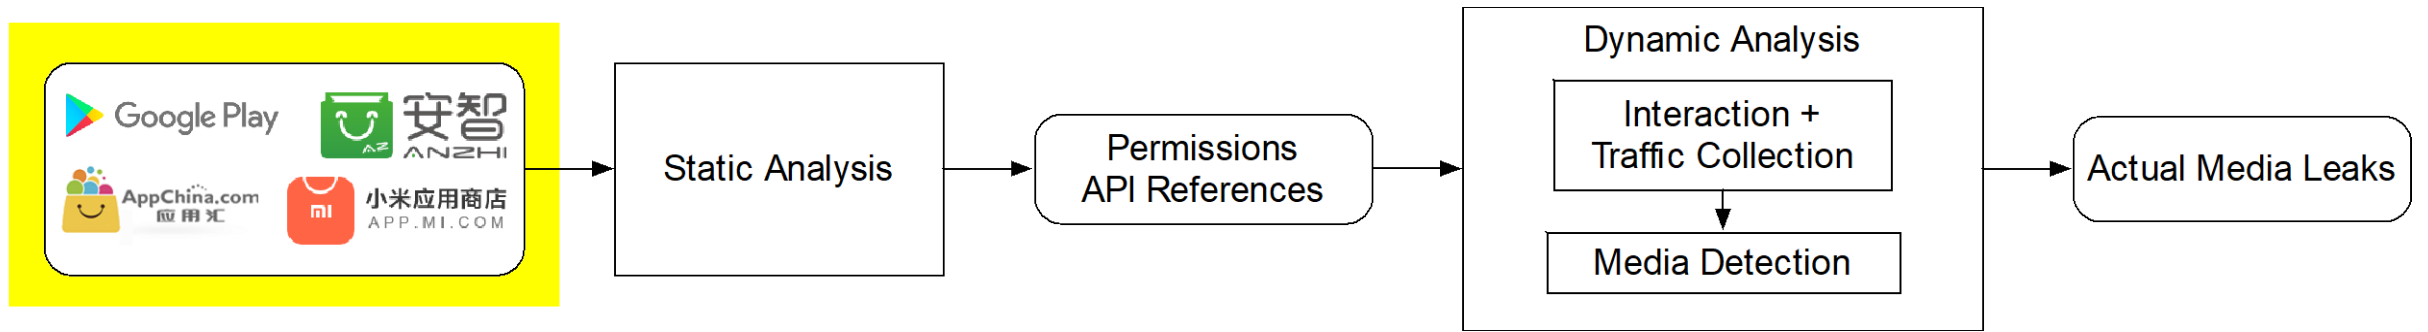 Google Play
安智
AZ
ANZHI
AppChina.com
应用汇
mi
小米应用商店
APP.MI.COM
Static Analysis
Permissions
API References
Dynamic Analysis
Interaction +
Traffic Collection
Media Detection
Actual Media Leaks